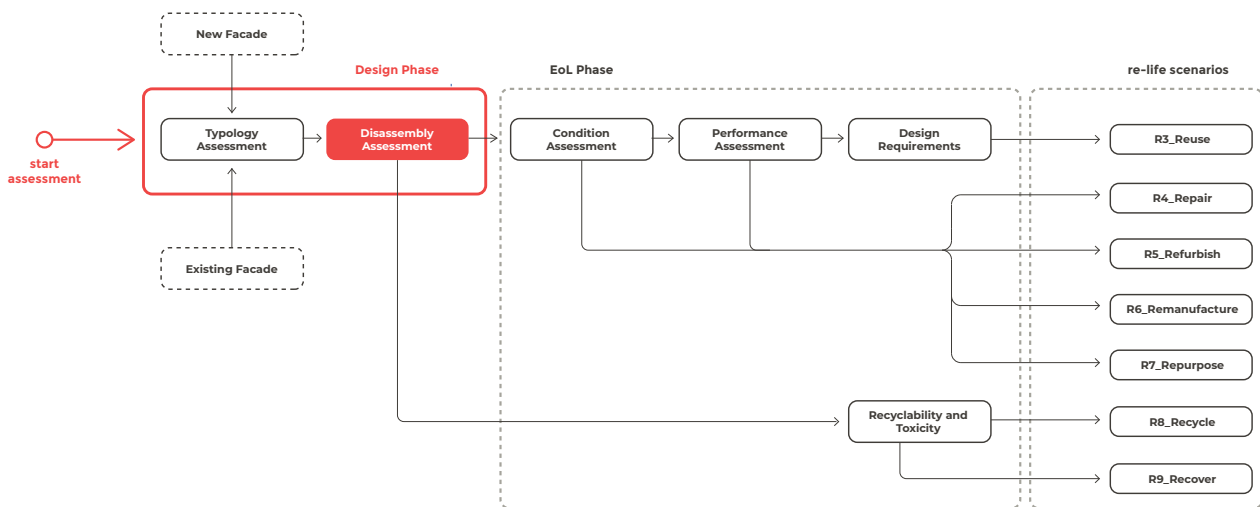 New Facade
Design Phase
EoL Phase
re-life scenarios
Typology
Assessment
Disassembly
Assessment
Condition
Assessment
Performance
Assessment
Design
Requirements
R3_Reuse
start
assessment
R4_Repair
Existing Facade
R5_Refurbish
R6_Remanufacture
R7_Repurpose
Recyclability and
Toxicity
R8_Recycle
R9_Recover